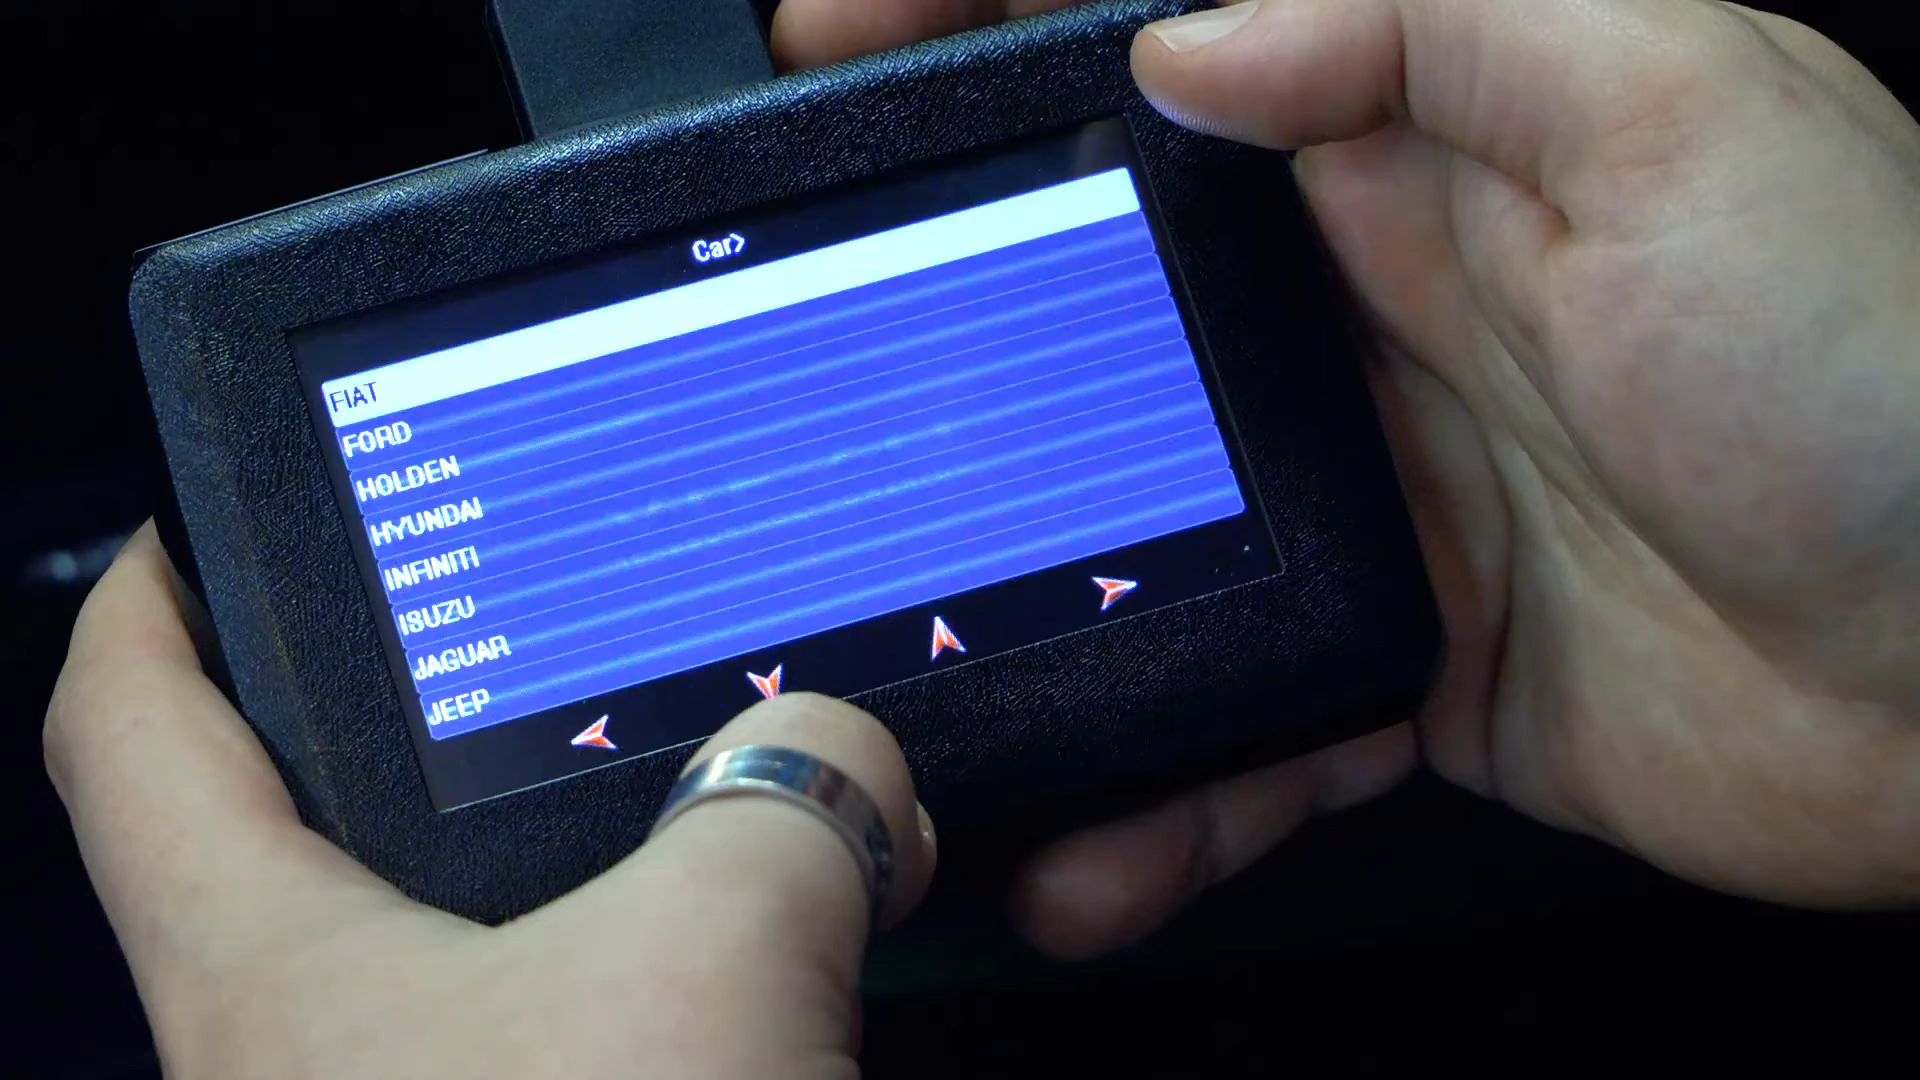 Car>
FIAT
FORD
HOLDEN
HYUNDAI
INFINITI
ISUZU
JAGUAR
JEEP